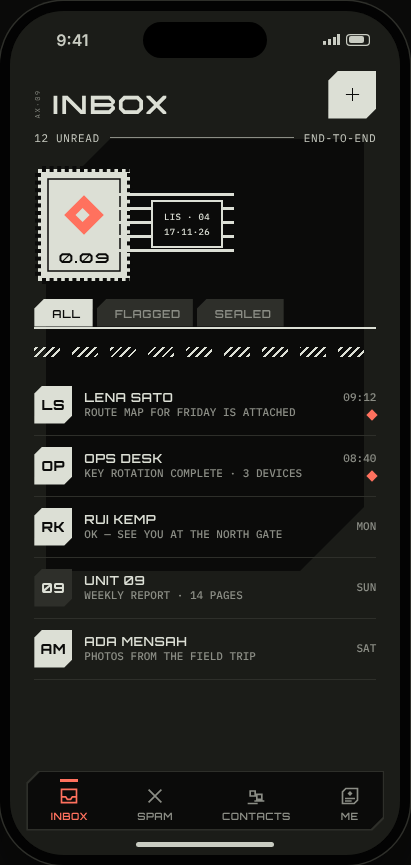 9:41
AX·09
INBOX
12 UNREAD
END-TO-END
0.09
LIS · 04
17·11·26
ALL
FLAGGED
SEALED
LS
LENA SATO
09:12
ROUTE MAP FOR FRIDAY IS ATTACHED
OP
OPS DESK
08:40
KEY ROTATION COMPLETE · 3 DEVICES
RK
RUI KEMP
MON
OK — SEE YOU AT THE NORTH GATE
09
UNIT 09
SUN
WEEKLY REPORT · 14 PAGES
AM
ADA MENSAH
SAT
PHOTOS FROM THE FIELD TRIP
INBOX
SPAM
CONTACTS
ME